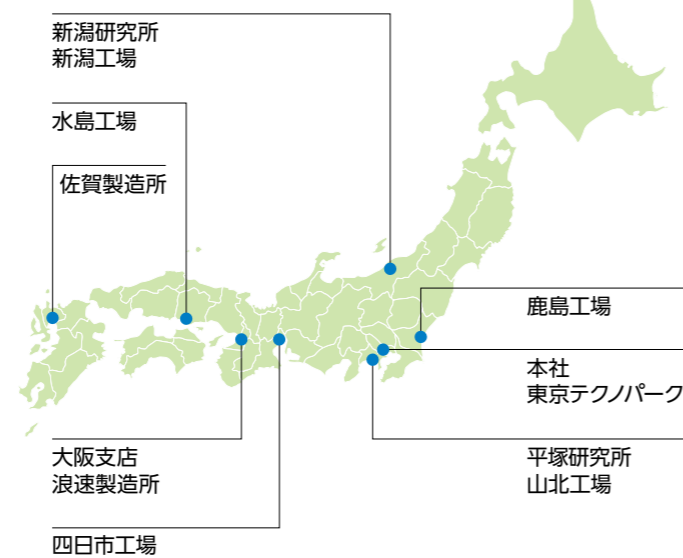 新潟研究所
新潟工場
水島工場
佐賀製造所
鹿島工場
本社
東京テクノパーク
大阪支店
浪速製造所
平塚研究所
山北工場
四日市工場